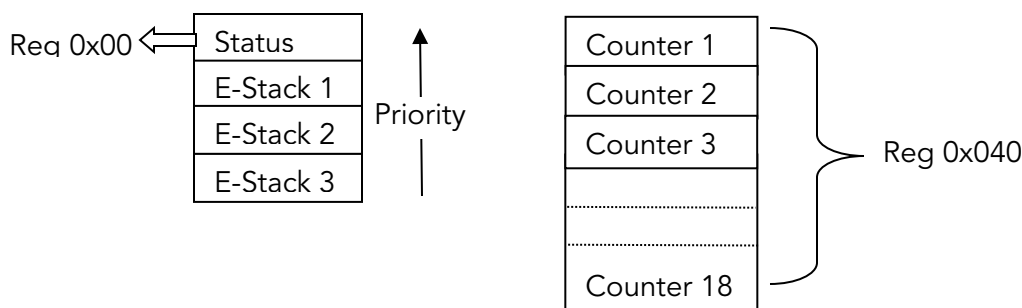 Reg 0x00
Status
E-Stack 1
E-Stack 2
E-Stack 3
Priority
Counter 1
Counter 2
Counter 3
Counter 18
Reg 0x040